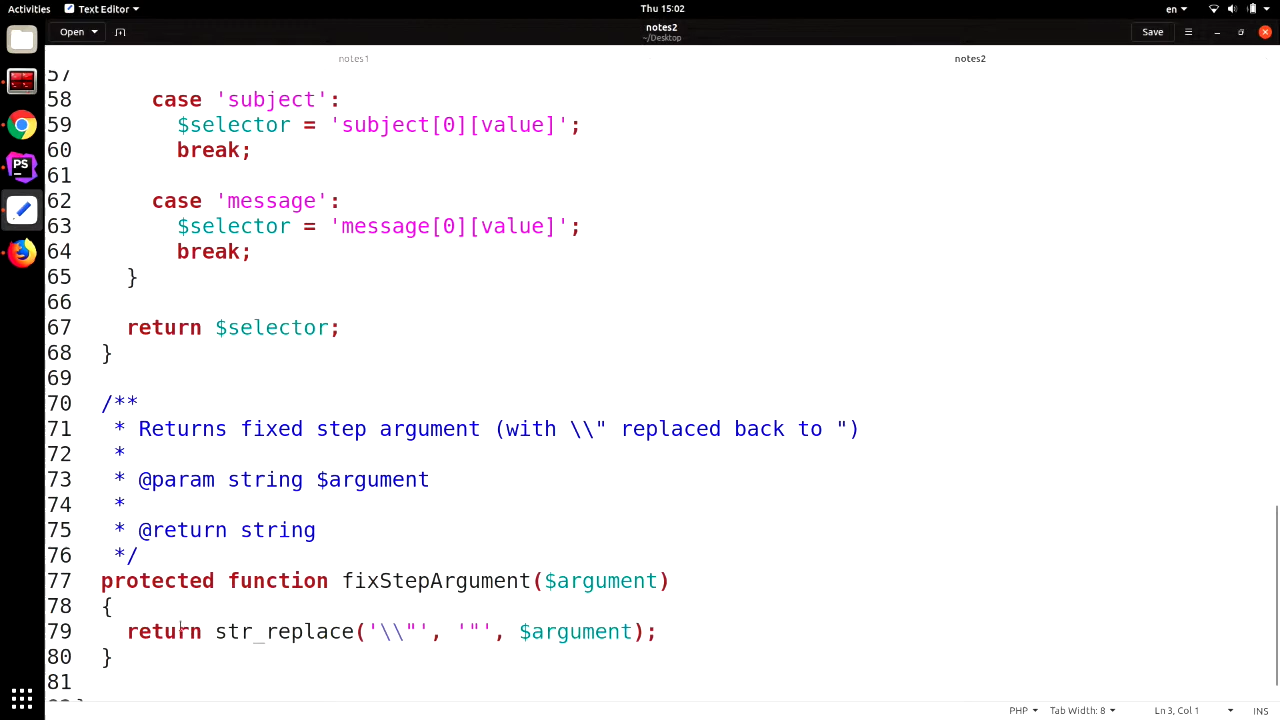 Activities Text Editor Thu 15:02 en
Open notes2 Save
~/Desktop
notes1 notes2
57
58 case 'subject':
59 $selector = 'subject[0][value]';
60 break;
61
62 case 'message':
63 $selector = 'message[0][value]';
64 break;
65 }
66
67 return $selector;
68 }
69
70 /**
71 * Returns fixed step argument (with \\" replaced back to ")
72 *
73 * @param string $argument
74 *
75 * @return string
76 */
77 protected function fixStepArgument($argument)
78 {
79 return str_replace('\\"', '"', $argument);
80 }
81
PS
PHP Tab Width: 8 Ln 3, Col 1 INS